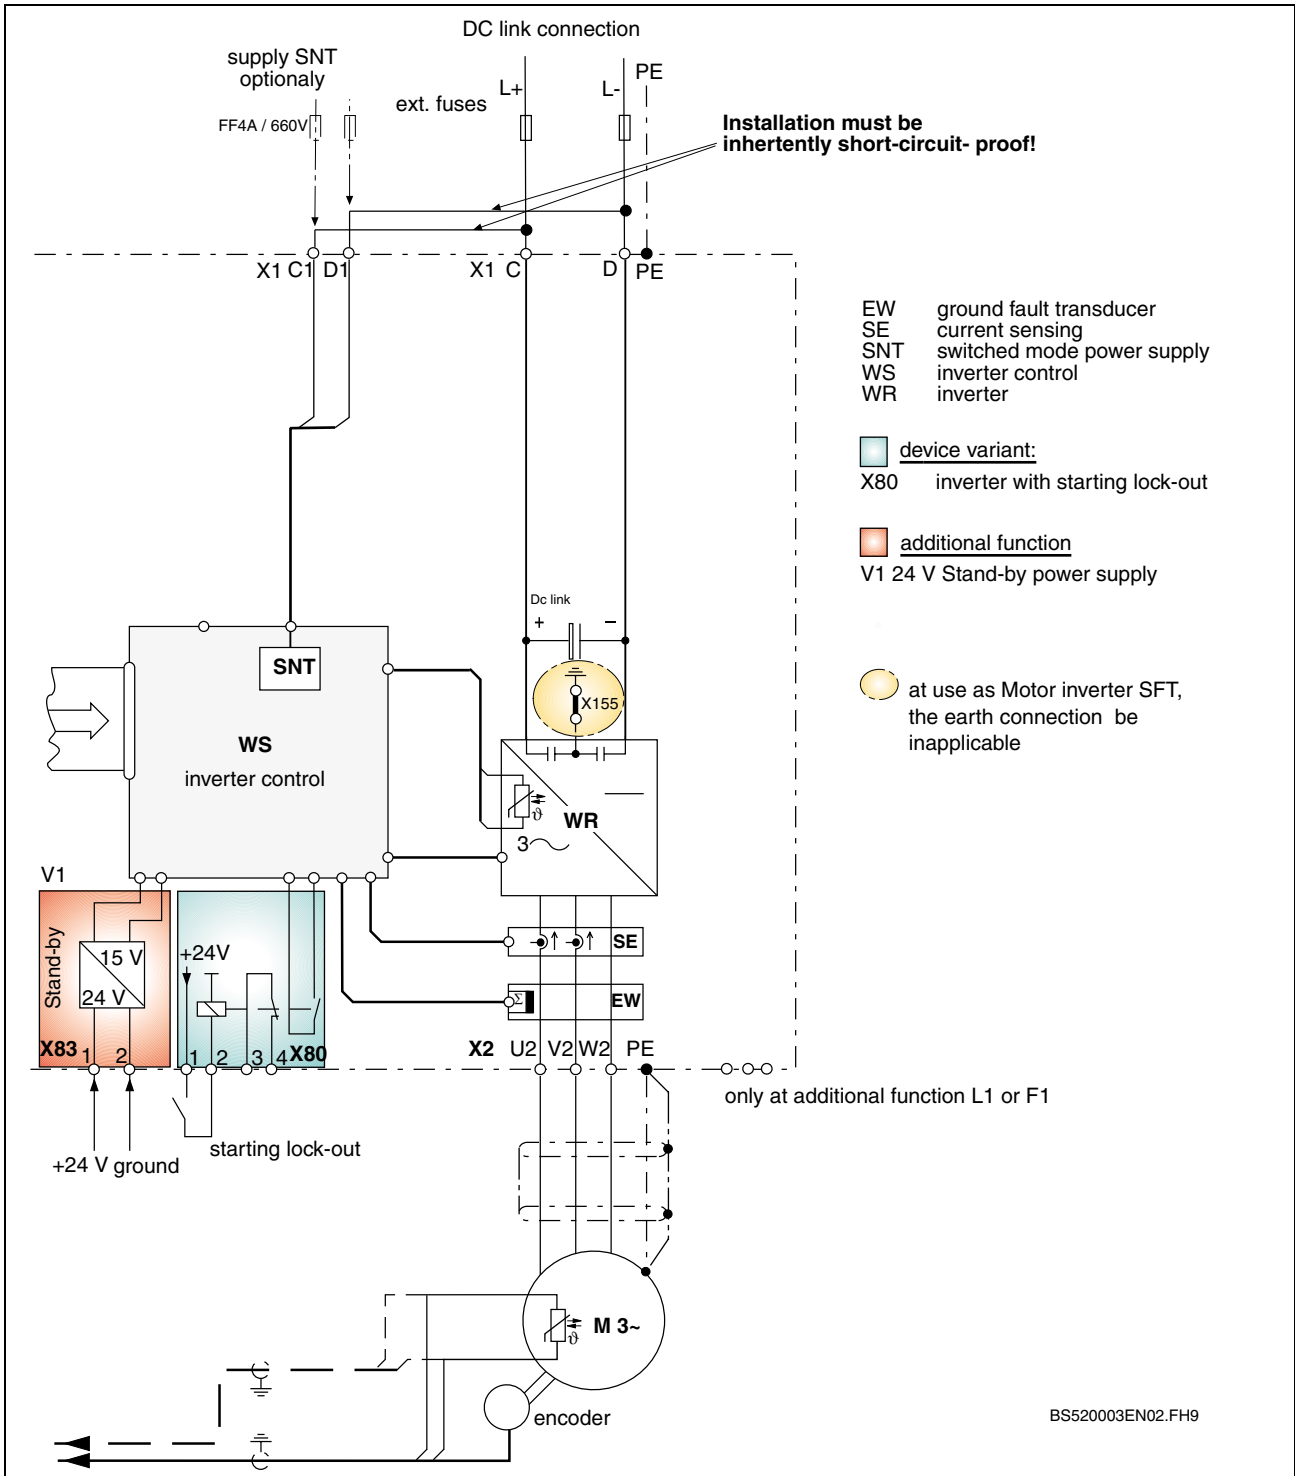 DC link connection
supply SNT
optionaly
PE
L+
L-
ext. fuses
FF4A / 660V
Installation must be
inhertently short-circuit- proof!
X1 C1 D1
X1 C
D PE
EW ground fault transducer
SE current sensing
SNT switched mode power supply
WS inverter control
WR inverter
device variant:
X80 inverter with starting lock-out
additional function
V1 24 V Stand-by power supply
at use as Motor inverter SFT,
the earth connection be
inapplicable
Dc link
+ −
X155
SNT
WS
inverter control
ϑ
WR
3
V1
Stand-by
15 V
24 V
+24V
SE
Σ
EW
X83 1 2
1 2 3 4 X80
X2 U2 V2 W2 PE
only at additional function L1 or F1
starting lock-out
+24 V ground
M 3~
ϑ
encoder
BS520003EN02.FH9